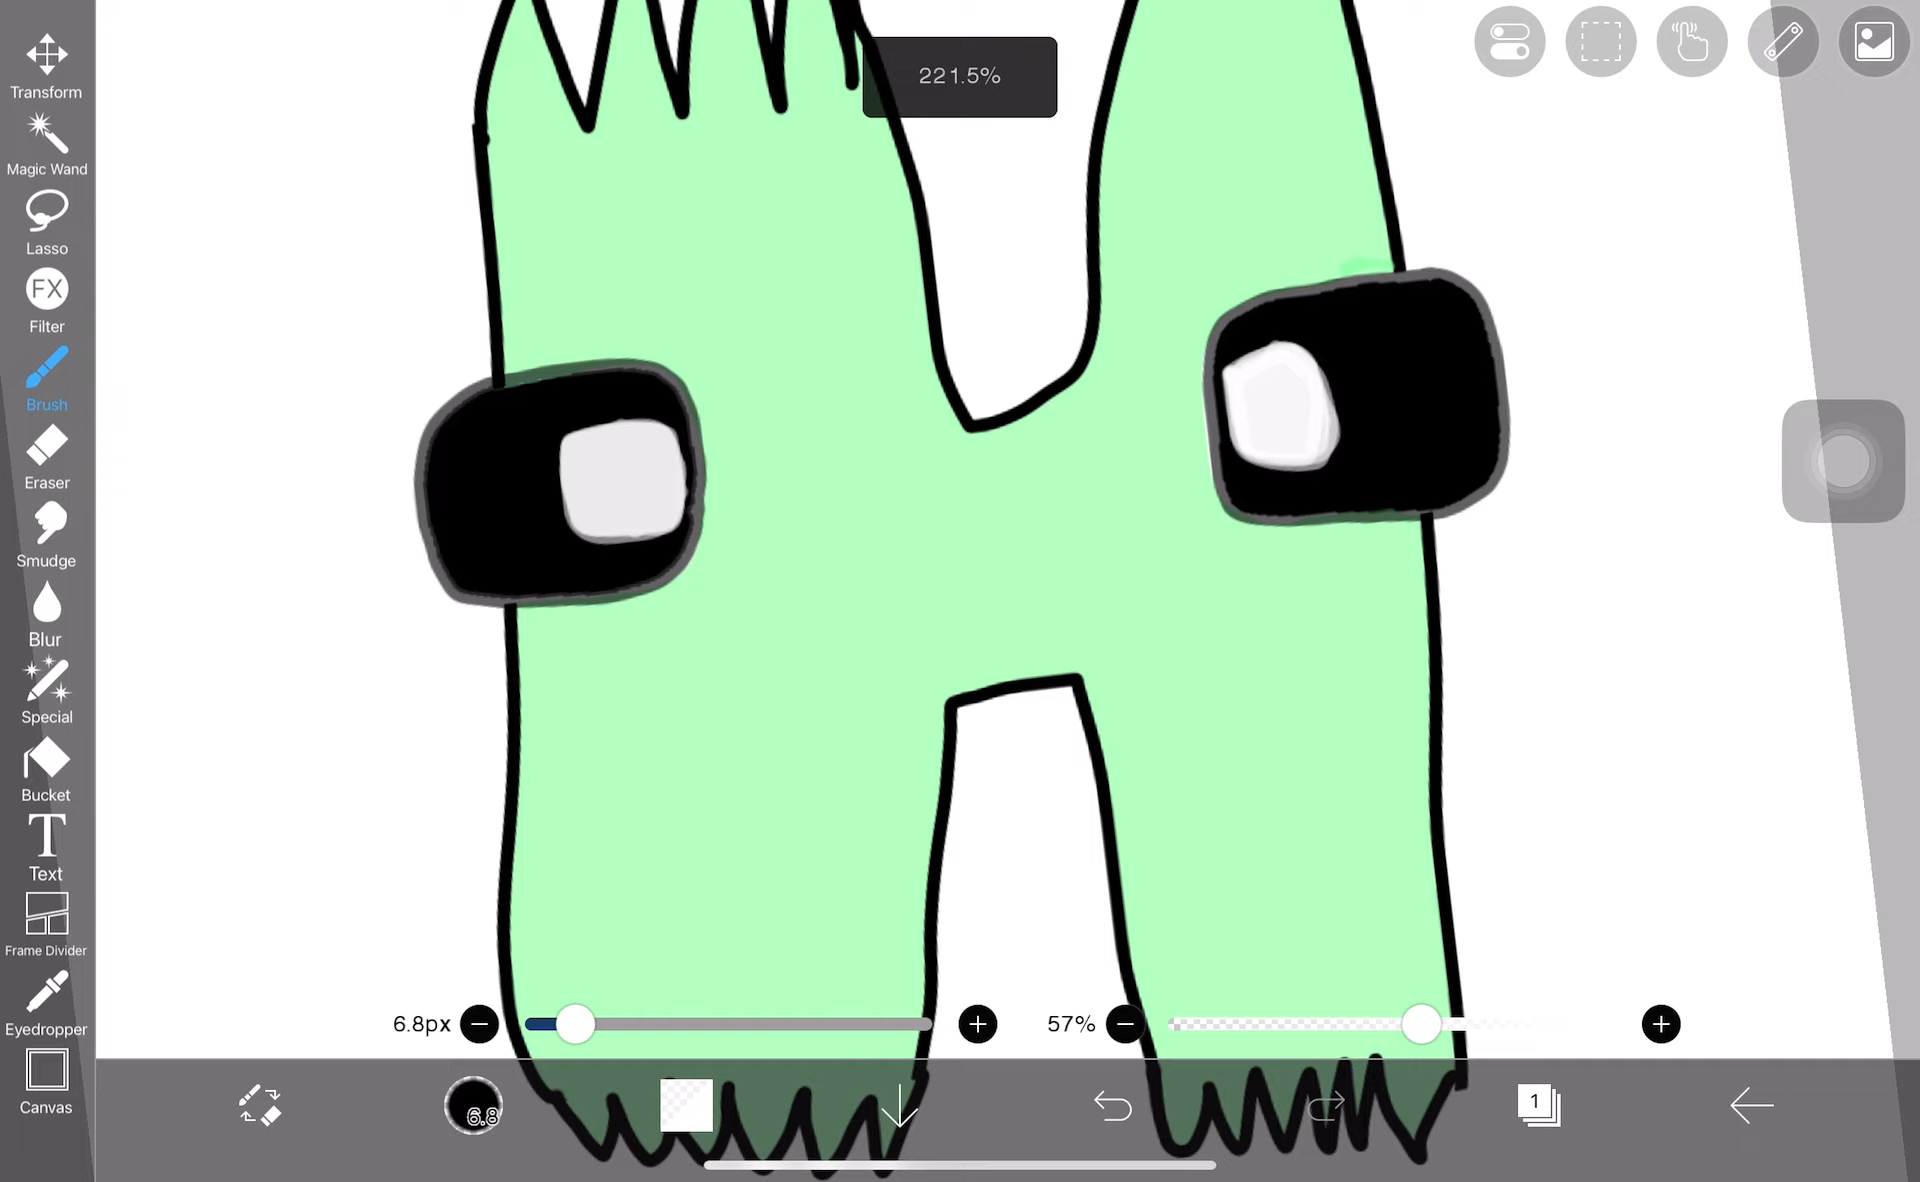 221.5%
Transform
Magic Wand
Lasso
FX
Filter
Brush
Eraser
Smudge
Blur
Special
Bucket
T
Text
Frame Divider
Eyedropper
Canvas
6.8px
57%
6.8
1